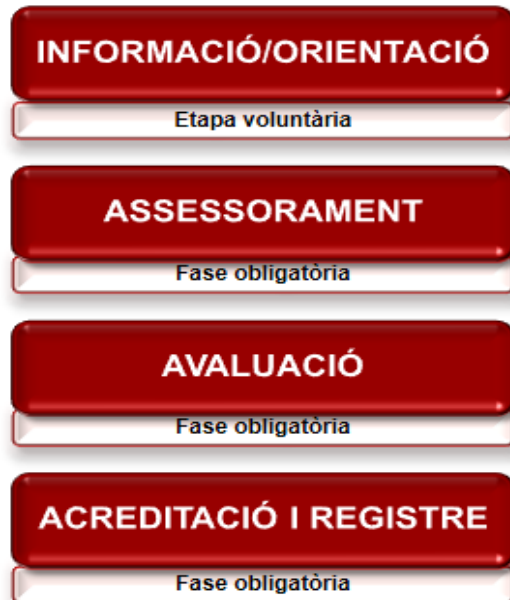 INFORMACIÓ/ORIENTACIÓ
Etapa voluntària
ASSESSORAMENT
Fase obligatòria
AVALUACIÓ
Fase obligatòria
ACREDITACIÓ I REGISTRE
Fase obligatòria